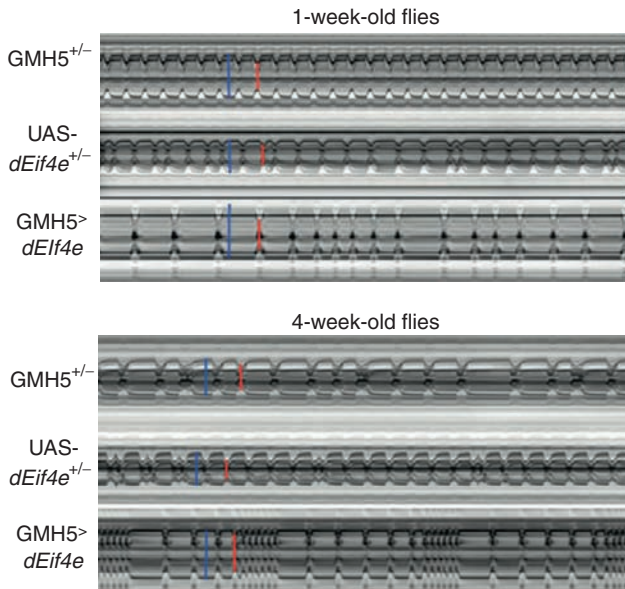 1-week-old flies
GMH5+/–
UAS-
dEif4e+/–
GMH5>
dEIf4e
4-week-old flies
GMH5+/–
UAS-
dEif4e+/–
GMH5>
dEif4e